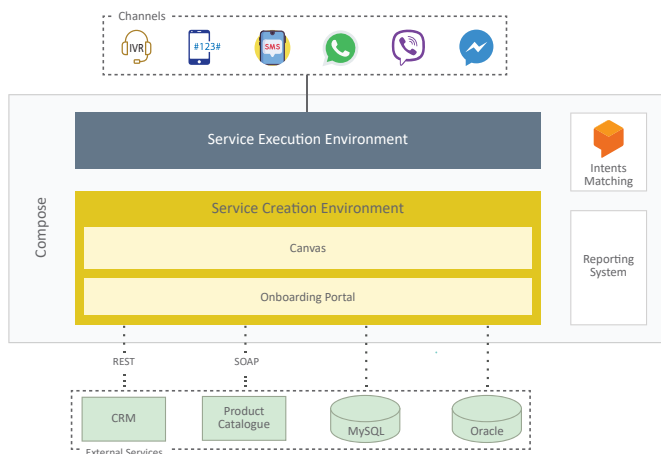 Channels
IVR
#123#
SMS
Service Execution Environment
Intents
Matching
Compose
Service Creation Environment
Canvas
Onboarding Portal
Reporting
System
REST
SOAP
CRM
Product
Catalogue
MySQL
Oracle
External Services